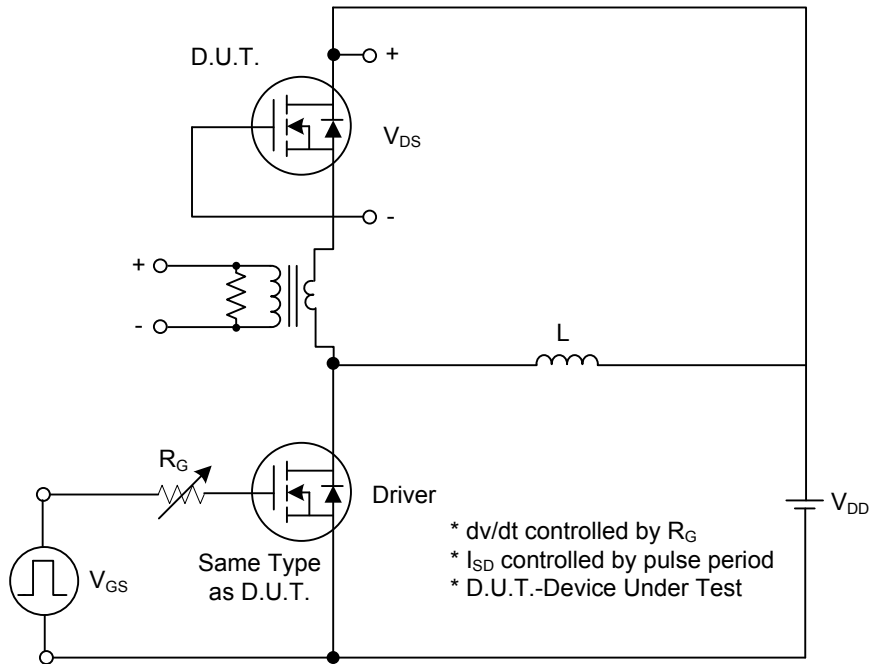 D.U.T.
+
V_DS
-
+
-
L
R_G
Driver
V_DD
* dv/dt controlled by R_G
* I_SD controlled by pulse period
* D.U.T.-Device Under Test
Same Type
as D.U.T.
V_GS